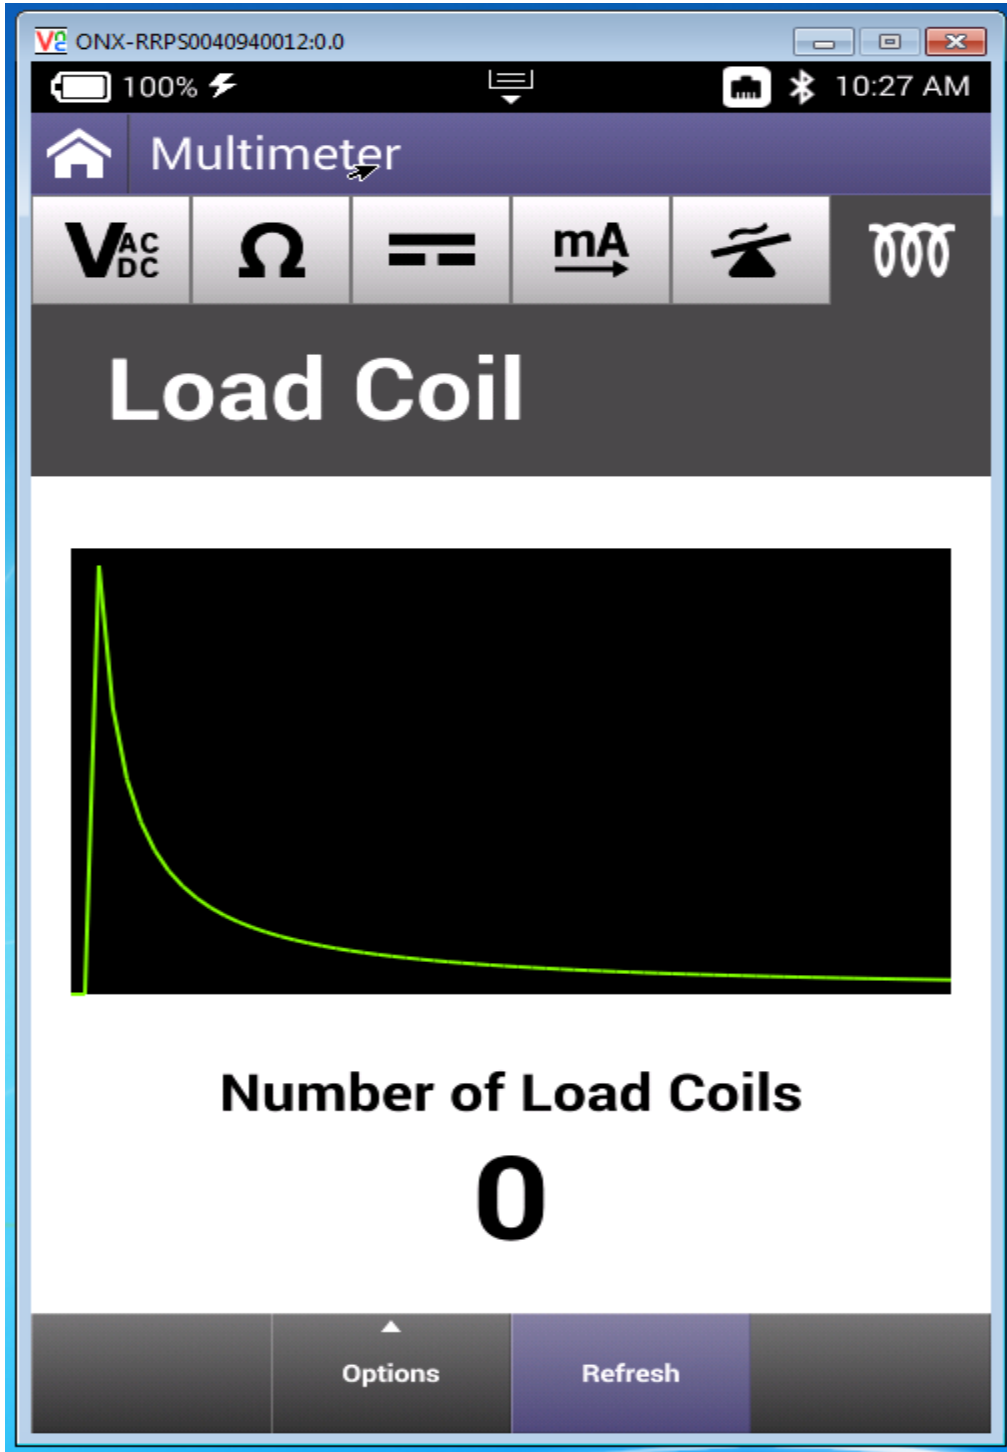 ONX-RRPS0040940012:0.0
100% 10:27 AM
Multimeter
VAC DC Ω mA
Load Coil
Number of Load Coils
0
Options Refresh